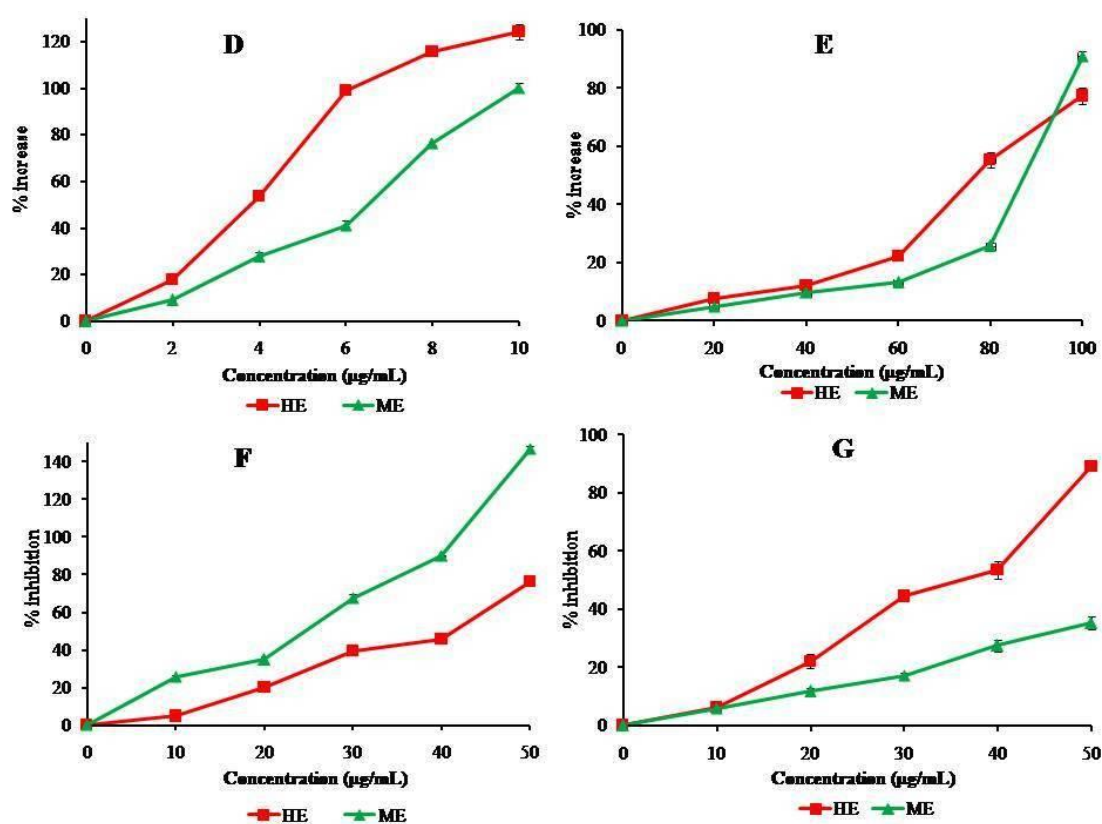 D
% increase
120
100
80
60
40
20
0
0 2 4 6 8 10
Concentration (µg/mL)
HE ME
E
% increase
100
80
60
40
20
0
0 20 40 60 80 100
Concentration (µg/mL)
HE ME
F
% inhibition
140
120
100
80
60
40
20
0
0 10 20 30 40 50
Concentration (µg/mL)
HE ME
G
% inhibition
100
80
60
40
20
0
0 10 20 30 40 50
Concentration (µg/mL)
HE ME